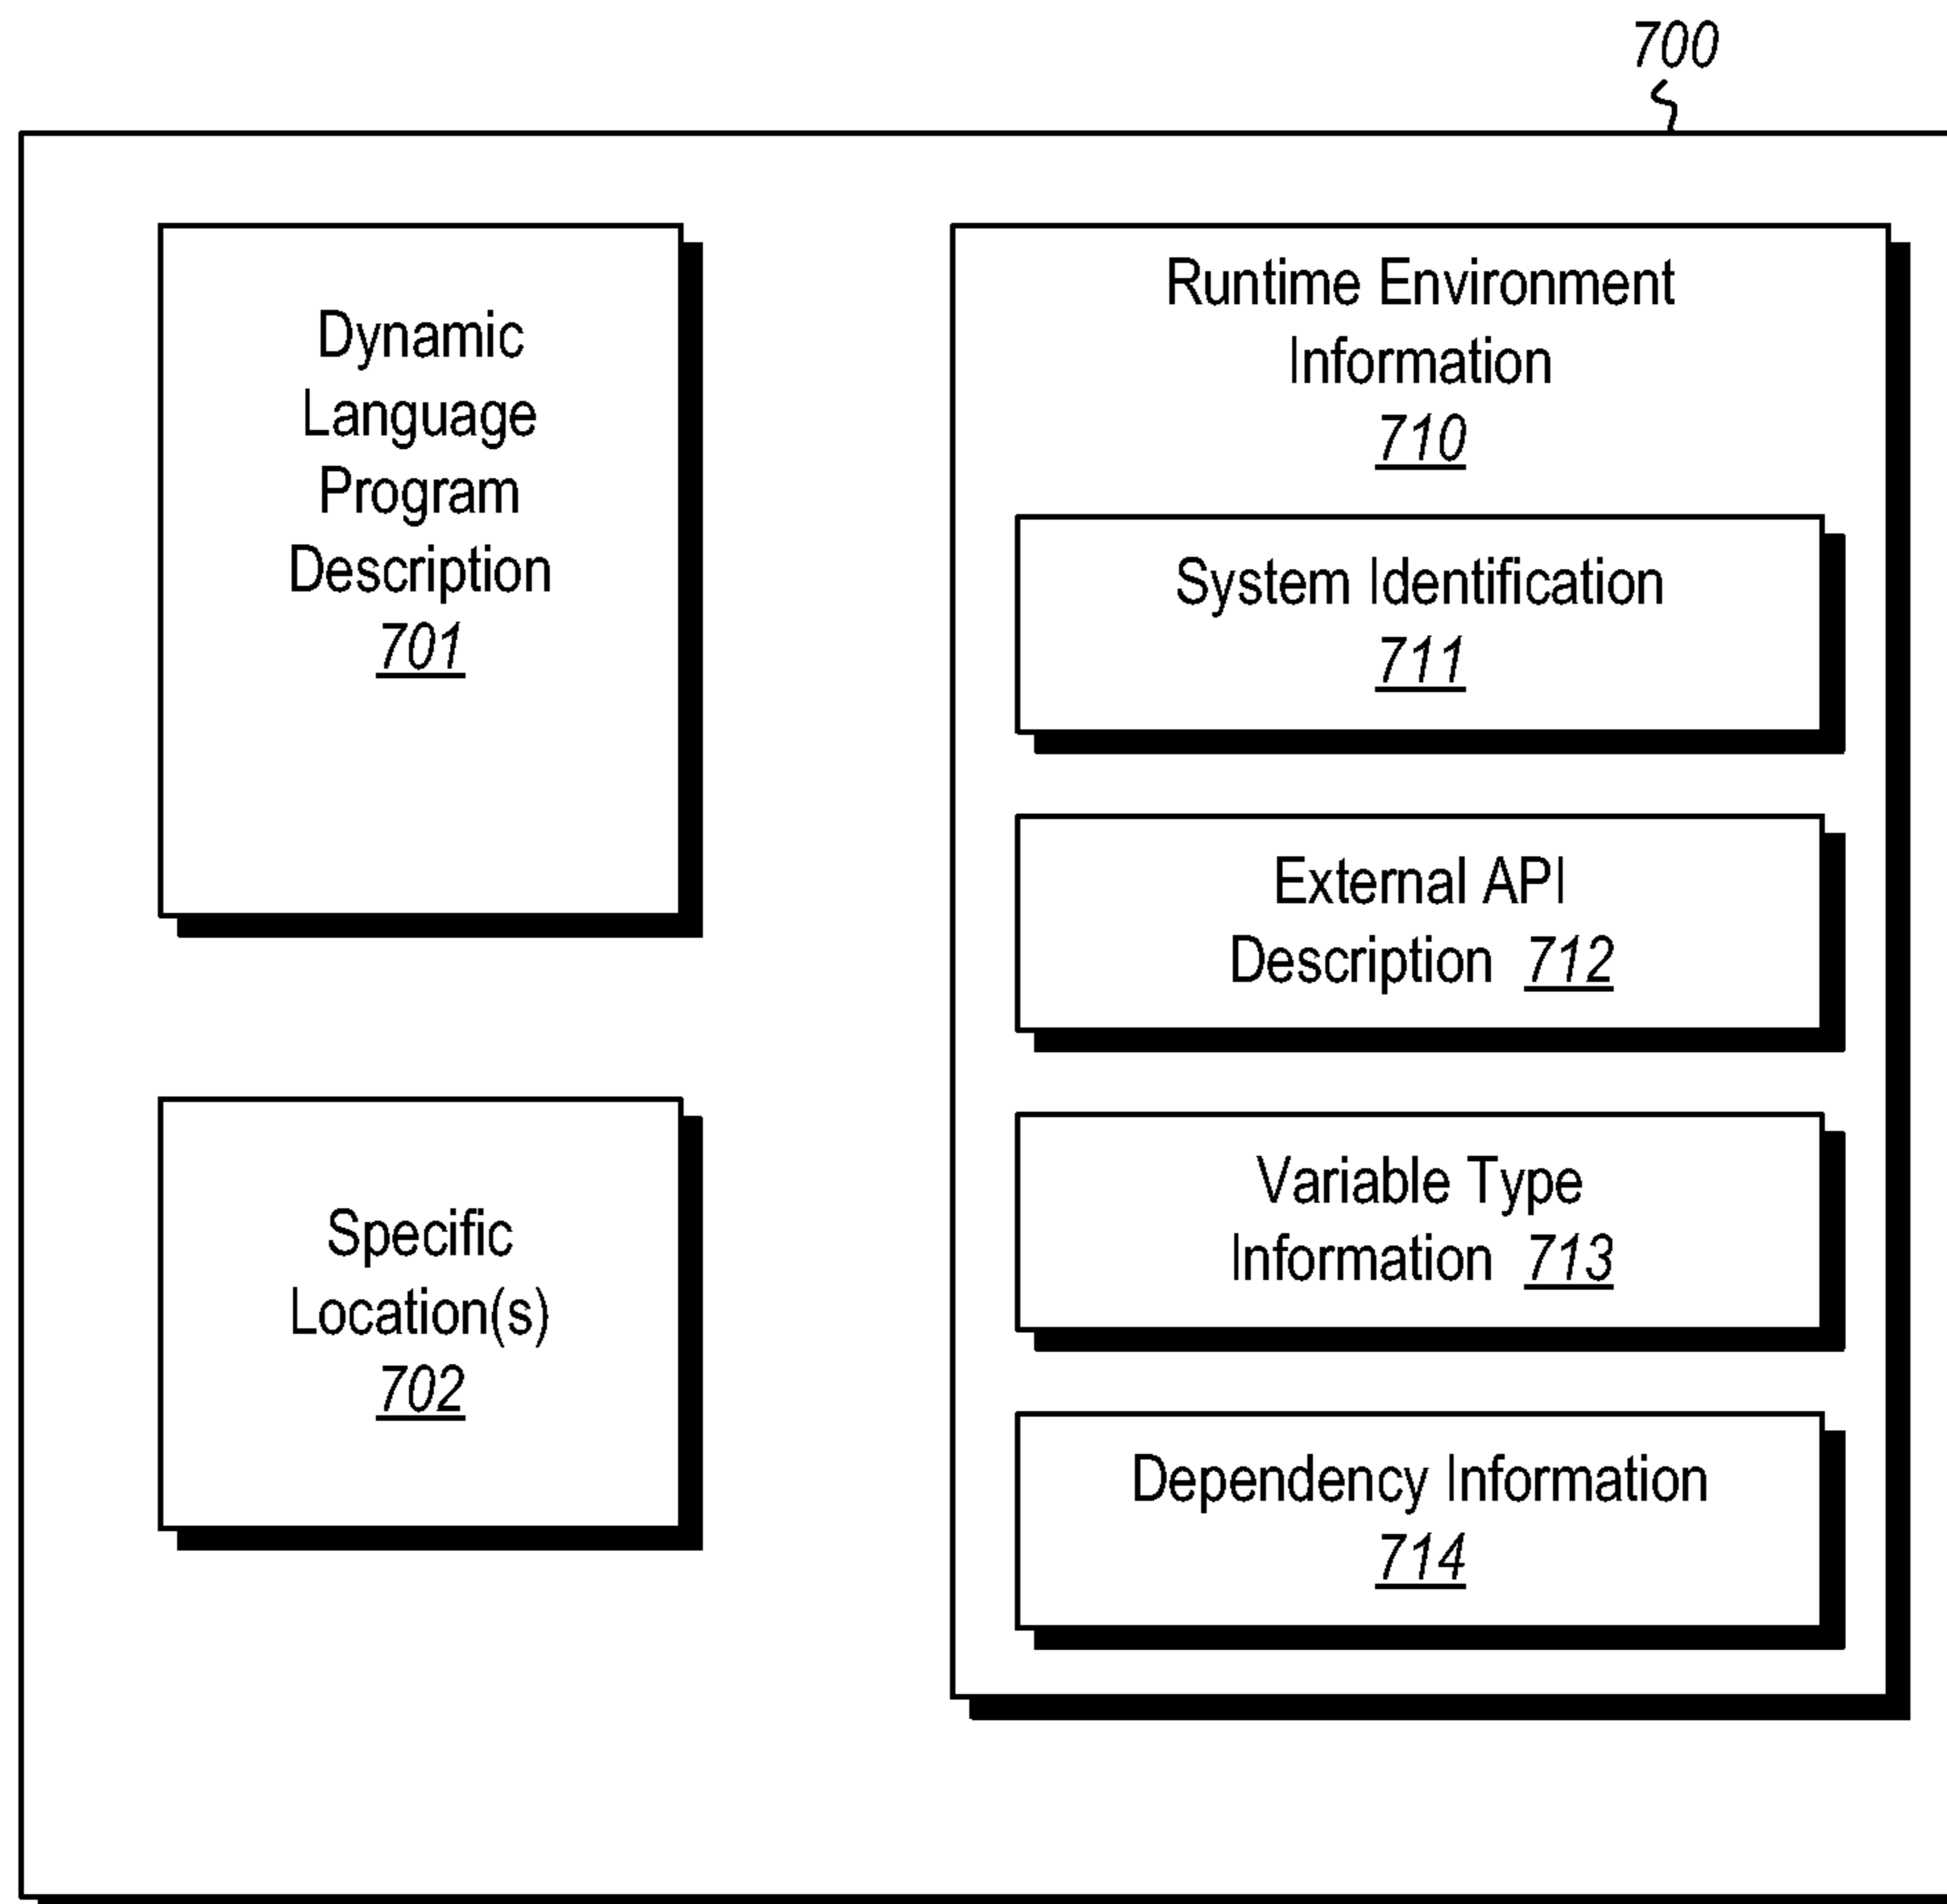 700
Dynamic
Language
Program
Description
701
Specific
Location(s)
702
Runtime Environment
Information
710
System Identification
711
External API
Description 712
Variable Type
Information 713
Dependency Information
714